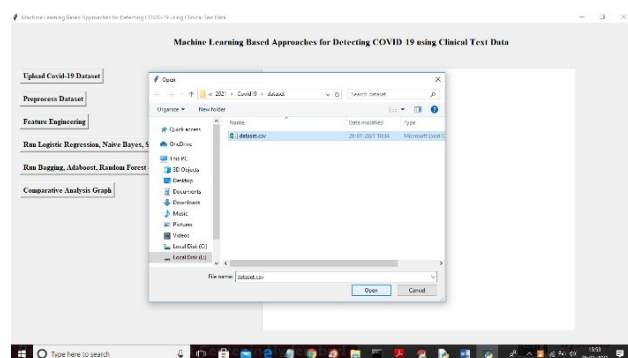 Machine Learning Based Approaches for Detecting COVID-19 using Clinical Text Data
Machine Learning Based Approaches for Detecting COVID-19 using Clinical Text Data
Upload Covid-19 Dataset
Preprocess Dataset
Feature Engineering
Run Logistic Regression, Naive Bayes, S
Run Bagging, Adaboost, Random Forest
Comparative Analysis Graph
Open
« 2021 › Covid19 › dataset
Search dataset
Organize
New folder
Name
Date modified
Type
dataset.csv
Microsoft Excel C
Quick access
OneDrive
This PC
3D Objects
Desktop
Documents
Downloads
Music
Pictures
Videos
Local Disk (C:)
Local Disk (E:)
File name: dataset.csv
Open
Cancel
Type here to search
15:53